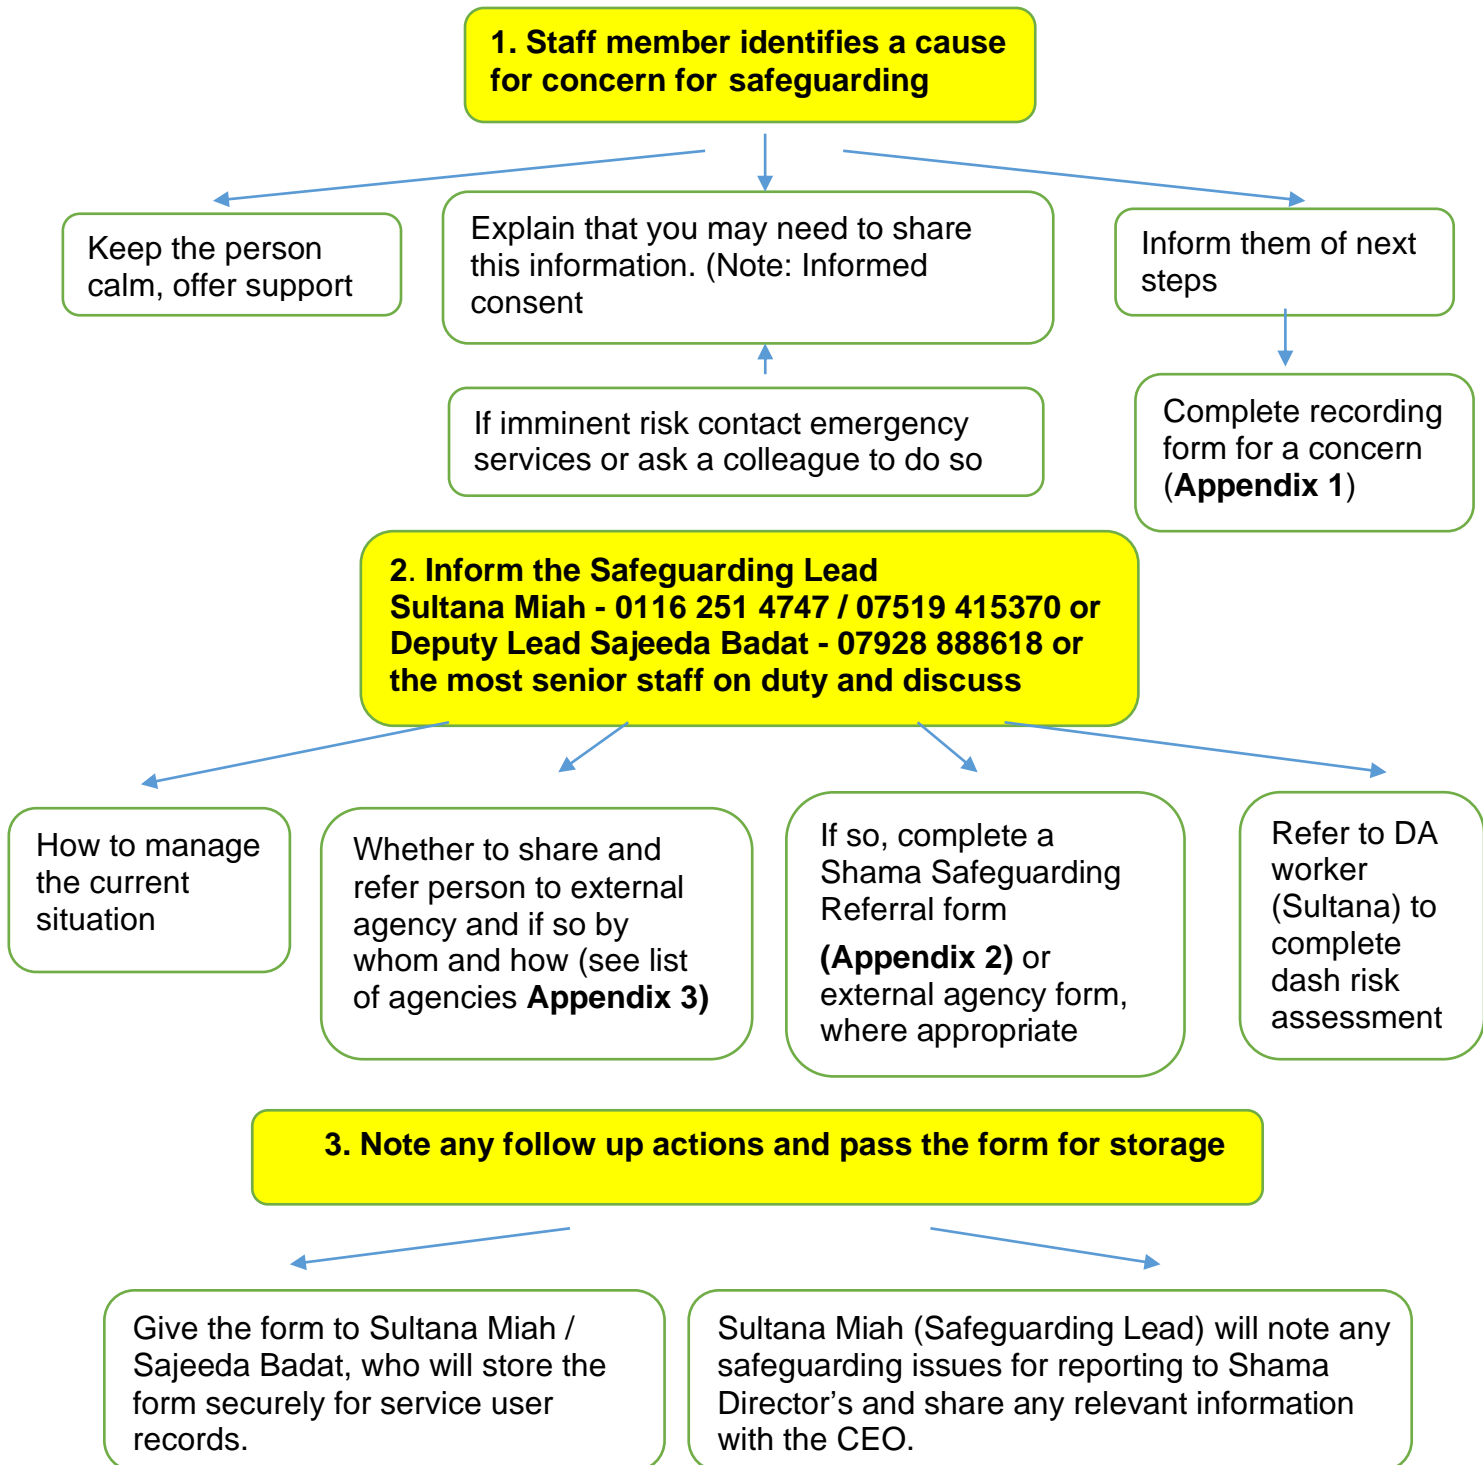 1. Staff member identifies a cause
for concern for safeguarding
Keep the person
calm, offer support
Explain that you may need to share
this information. (Note: Informed
consent
Inform them of next
steps
If imminent risk contact emergency
services or ask a colleague to do so
Complete recording
form for a concern
(Appendix 1)
2. Inform the Safeguarding Lead
Sultana Miah - 0116 251 4747 / 07519 415370 or
Deputy Lead Sajeeda Badat - 07928 888618 or
the most senior staff on duty and discuss
How to manage
the current
situation
Whether to share and
refer person to external
agency and if so by
whom and how (see list
of agencies Appendix 3)
If so, complete a
Shama Safeguarding
Referral form
(Appendix 2) or
external agency form,
where appropriate
Refer to DA
worker
(Sultana) to
complete
dash risk
assessment
3. Note any follow up actions and pass the form for storage
Give the form to Sultana Miah /
Sajeeda Badat, who will store the
form securely for service user
records.
Sultana Miah (Safeguarding Lead) will note any
safeguarding issues for reporting to Shama
Director's and share any relevant information
with the CEO.